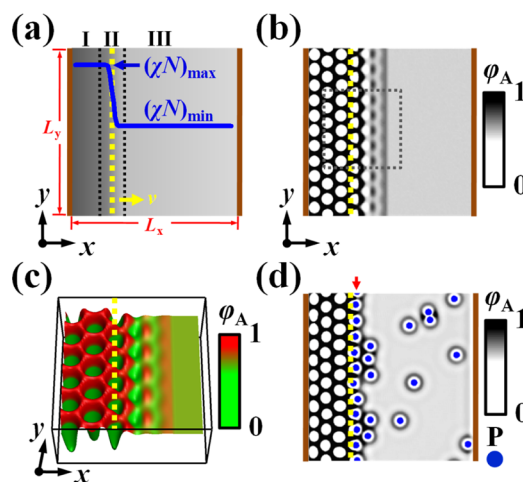 (a) I II III
(χN)max
(χN)min
Ly
v
Lx
y
x
(b)
φA
1
0
y
x
(c)
φA
1
0
y
x
(d)
φA
1
0
P
y
x